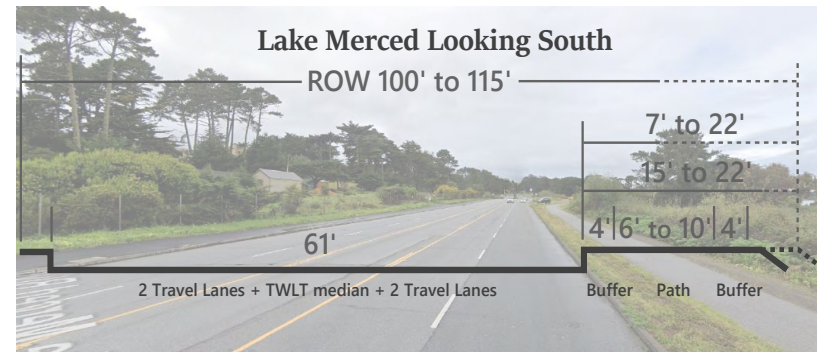 Lake Merced Looking South
ROW 100' to 115'
7' to 22'
15' to 22'
4' 6' to 10' 4'
61'
2 Travel Lanes + TWLT median + 2 Travel Lanes
Buffer Path Buffer